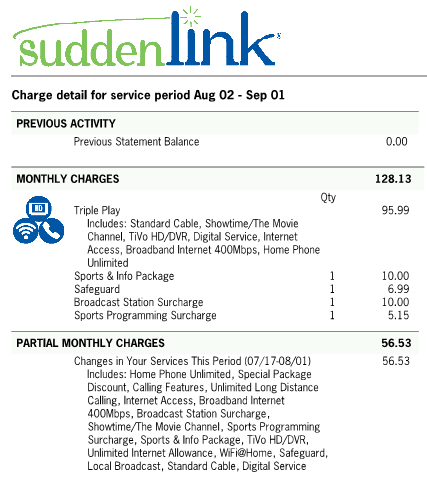 suddenlink
Charge detail for service period Aug 02 - Sep 01
PREVIOUS ACTIVITY
Previous Statement Balance 0.00
MONTHLY CHARGES 128.13
Qty
Triple Play 95.99
Includes: Standard Cable, Showtime/The Movie
Channel, TiVo HD/DVR, Digital Service, Internet
Access, Broadband Internet 400Mbps, Home Phone
Unlimited
Sports & Info Package 1 10.00
Safeguard 1 6.99
Broadcast Station Surcharge 1 10.00
Sports Programming Surcharge 1 5.15
PARTIAL MONTHLY CHARGES 56.53
Changes in Your Services This Period (07/17-08/01) 56.53
Includes: Home Phone Unlimited, Special Package
Discount, Calling Features, Unlimited Long Distance
Calling, Internet Access, Broadband Internet
400Mbps, Broadcast Station Surcharge,
Showtime/The Movie Channel, Sports Programming
Surcharge, Sports & Info Package, TiVo HD/DVR,
Unlimited Internet Allowance, WiFi@Home, Safeguard,
Local Broadcast, Standard Cable, Digital Service